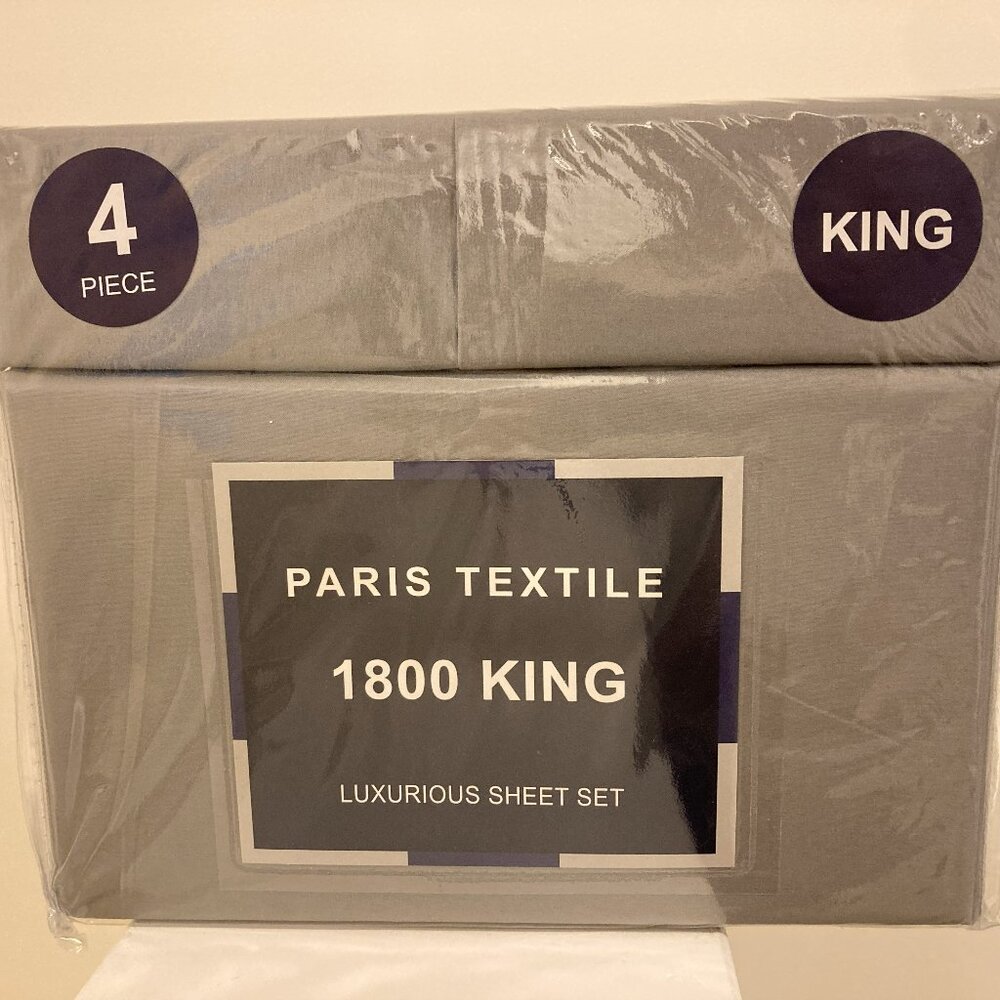 4
PIECE
KING
PARIS TEXTILE
1800 KING
LUXURIOUS SHEET SET